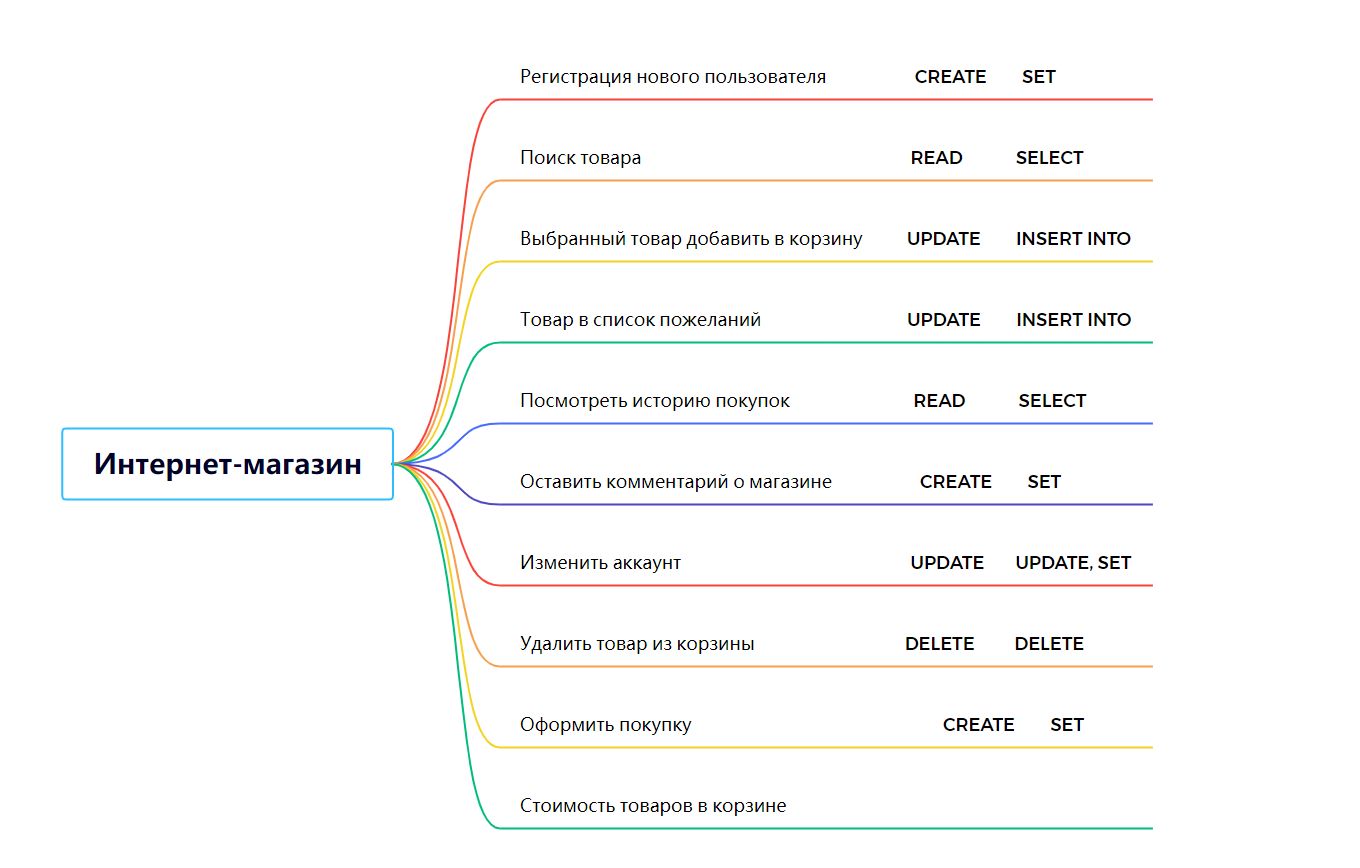 Регистрация нового пользователя CREATE SET
Поиск товара READ SELECT
Выбранный товар добавить в корзину UPDATE INSERT INTO
Товар в список пожеланий UPDATE INSERT INTO
Посмотреть историю покупок READ SELECT
Интернет-магазин
Оставить комментарий о магазине CREATE SET
Изменить аккаунт UPDATE UPDATE, SET
Удалить товар из корзины DELETE DELETE
Оформить покупку CREATE SET
Стоимость товаров в корзине